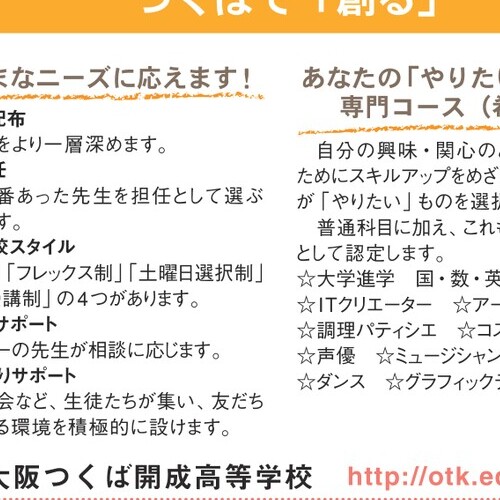 つくばで「創る」
まなニーズに応えます！
配布
をより一層深めます。
任
番あった先生を担任として選ぶ
す。
校スタイル
「フレックス制」「土曜日選択制」
講制」の４つがあります。
サポート
ーの先生が相談に応じます。
りサポート
会など、生徒たちが集い、友だち
る環境を積極的に設けます。
あなたの「やりたい
専門コース（希
自分の興味・関心の
ためにスキルアップをめざ
が「やりたい」ものを選択
普通科目に加え、これ
として認定します。
☆大学進学　国・数・英
☆ITクリエーター　☆アー
☆調理パティシエ　☆コス
☆声優　☆ミュージシャン
☆ダンス　☆グラフィックデ
大阪つくば開成高等学校
http://otk.ed